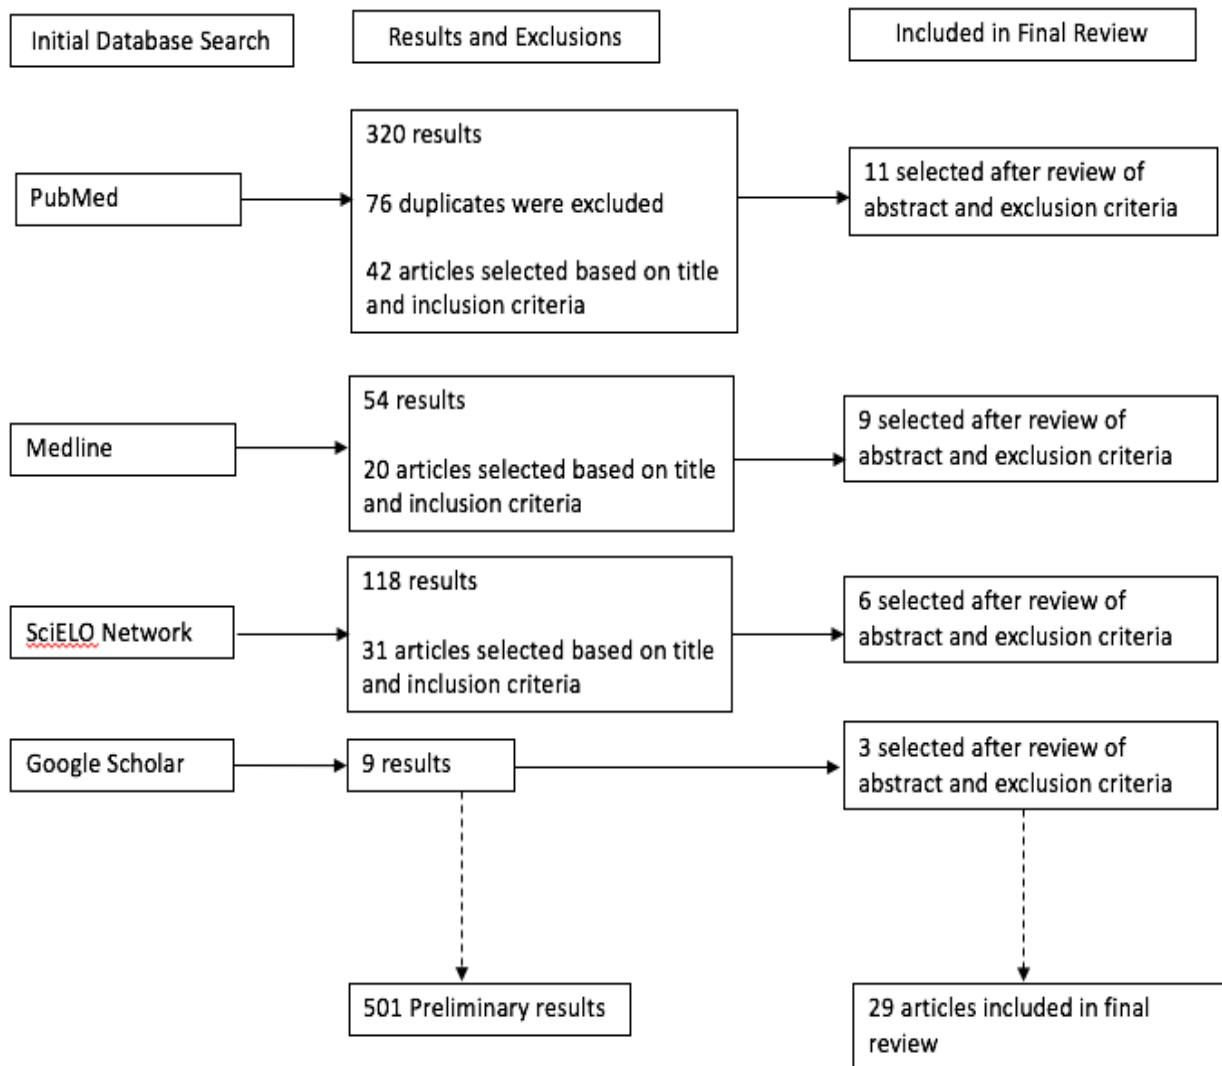 Initial Database Search
Results and Exclusions
Included in Final Review
PubMed
320 results
76 duplicates were excluded
42 articles selected based on title
and inclusion criteria
11 selected after review of
abstract and exclusion criteria
Medline
54 results
20 articles selected based on title
and inclusion criteria
9 selected after review of
abstract and exclusion criteria
SciELO Network
118 results
31 articles selected based on title
and inclusion criteria
6 selected after review of
abstract and exclusion criteria
Google Scholar
9 results
3 selected after review of
abstract and exclusion criteria
501 Preliminary results
29 articles included in final
review